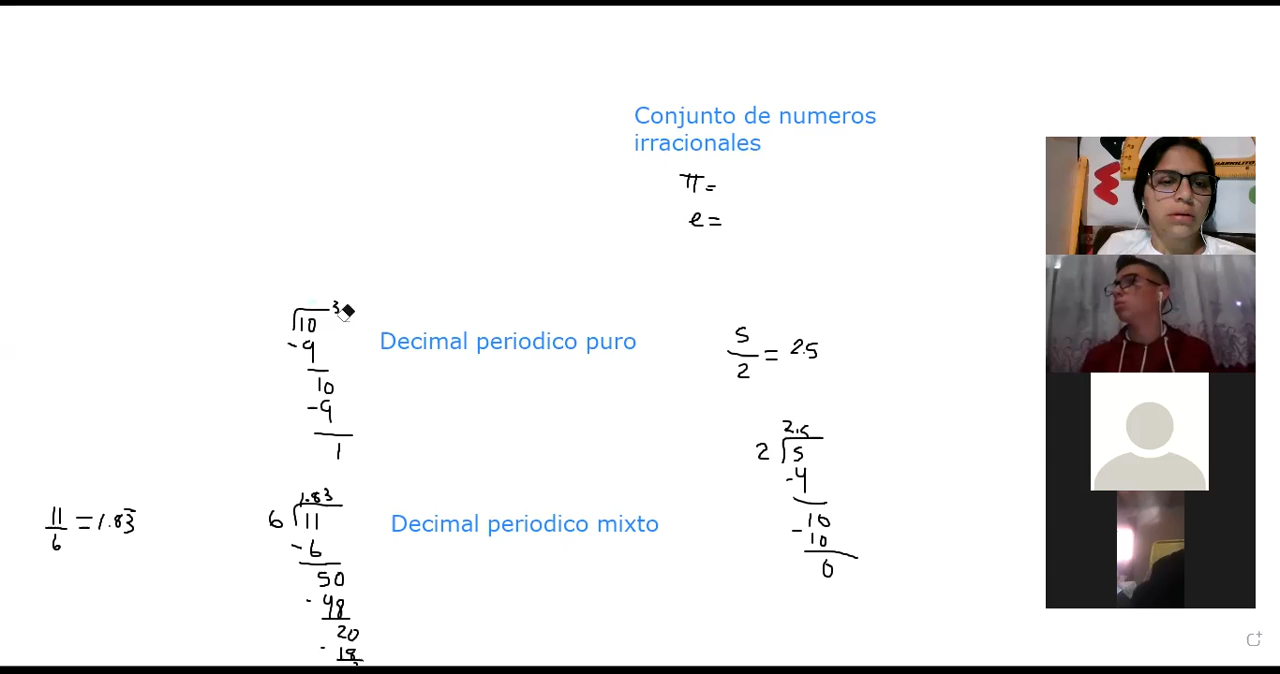 Conjunto de numeros
irracionales
π=
e=
3
10
-9
10
-9
1
Decimal periodico puro
5/2 = 2.5
2.5
2 5
-4
-10
10
0
11/6 = 1.83̅
1.83
6 11
-6
50
-48
20
-18
Decimal periodico mixto